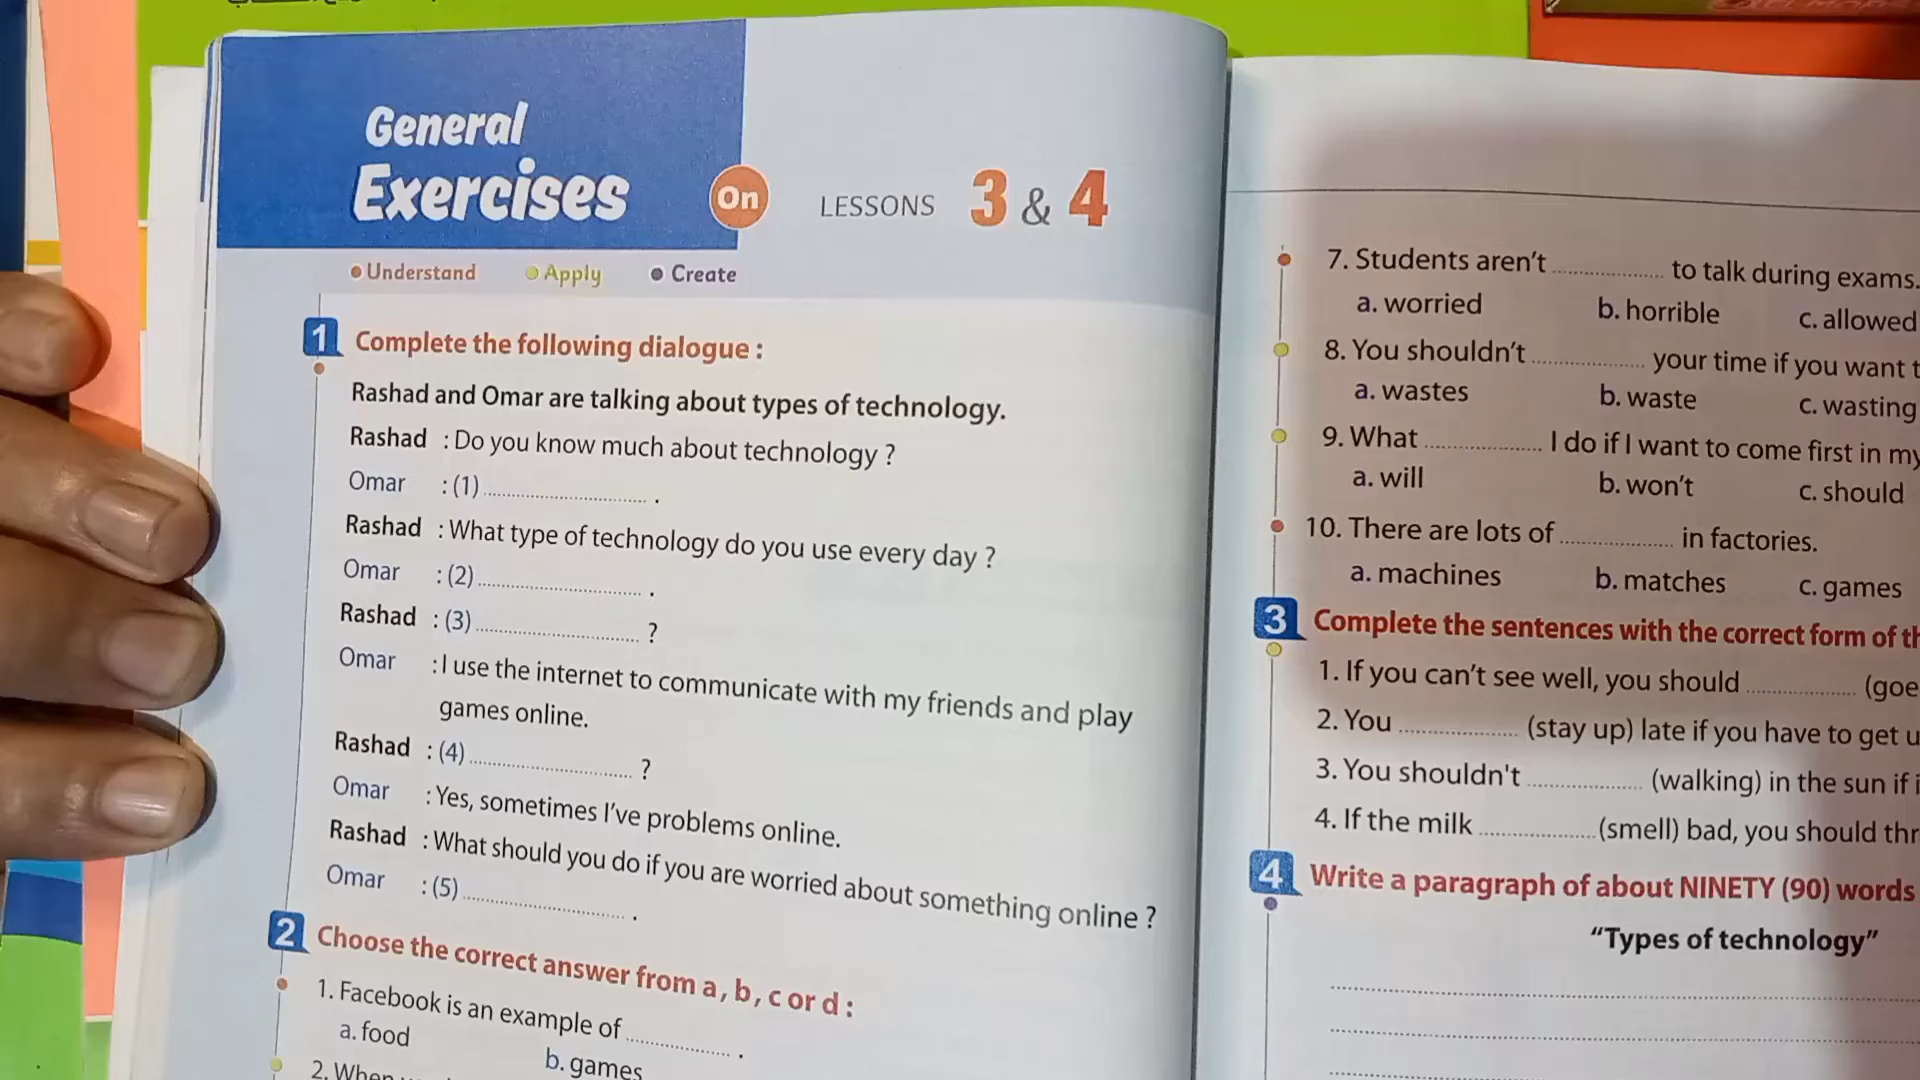 General
Exercises
On
LESSONS 3 & 4
Understand Apply Create
1 Complete the following dialogue :
Rashad and Omar are talking about types of technology.
Rashad : Do you know much about technology ?
Omar : (1) .................... .
Rashad : What type of technology do you use every day ?
Omar : (2) .................... .
Rashad : (3) .................... ?
Omar : I use the internet to communicate with my friends and play
games online.
Rashad : (4) .................... ?
Omar : Yes, sometimes I've problems online.
Rashad : What should you do if you are worried about something online ?
Omar : (5) .................... .
2 Choose the correct answer from a , b , c or d :
1. Facebook is an example of .................... .
a. food b. games
2. When
7. Students aren't .................... to talk during exams.
a. worried b. horrible c. allowed
8. You shouldn't .................... your time if you want
a. wastes b. waste c. wasting
9. What .................... I do if I want to come first in my
a. will b. won't c. should
10. There are lots of .................... in factories.
a. machines b. matches c. games
3 Complete the sentences with the correct form of
1. If you can't see well, you should .................... (goe
2. You .................... (stay up) late if you have to get
3. You shouldn't .................... (walking) in the sun if
4. If the milk .................... (smell) bad, you should
4 Write a paragraph of about NINETY (90) words
"Types of technology"